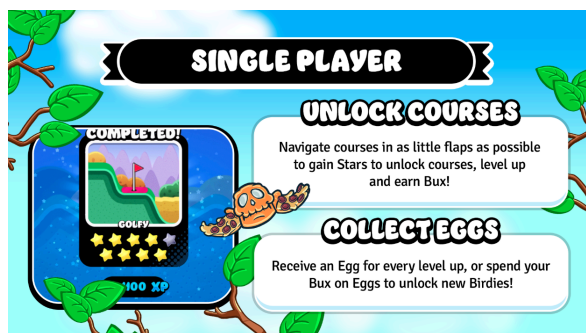 SINGLE PLAYER
COMPLETED!
GOLFY
100 XP
UNLOCK COURSES
Navigate courses in as little flaps as possible
to gain Stars to unlock courses, level up
and earn Bux!
COLLECT EGGS
Receive an Egg for every level up, or spend your
Bux on Eggs to unlock new Birdies!